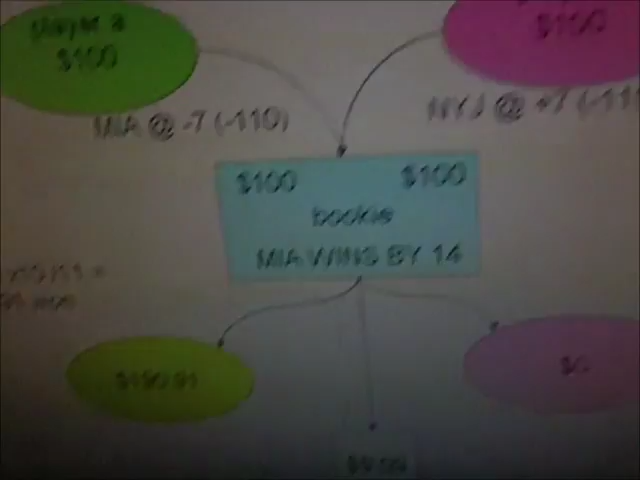 player a
$100
$100
MIA @ -7 (-110)
NYJ @ +7 (-11
$100 $100
bookie
MIA WINS BY 14
$190.91
$0
$9.09